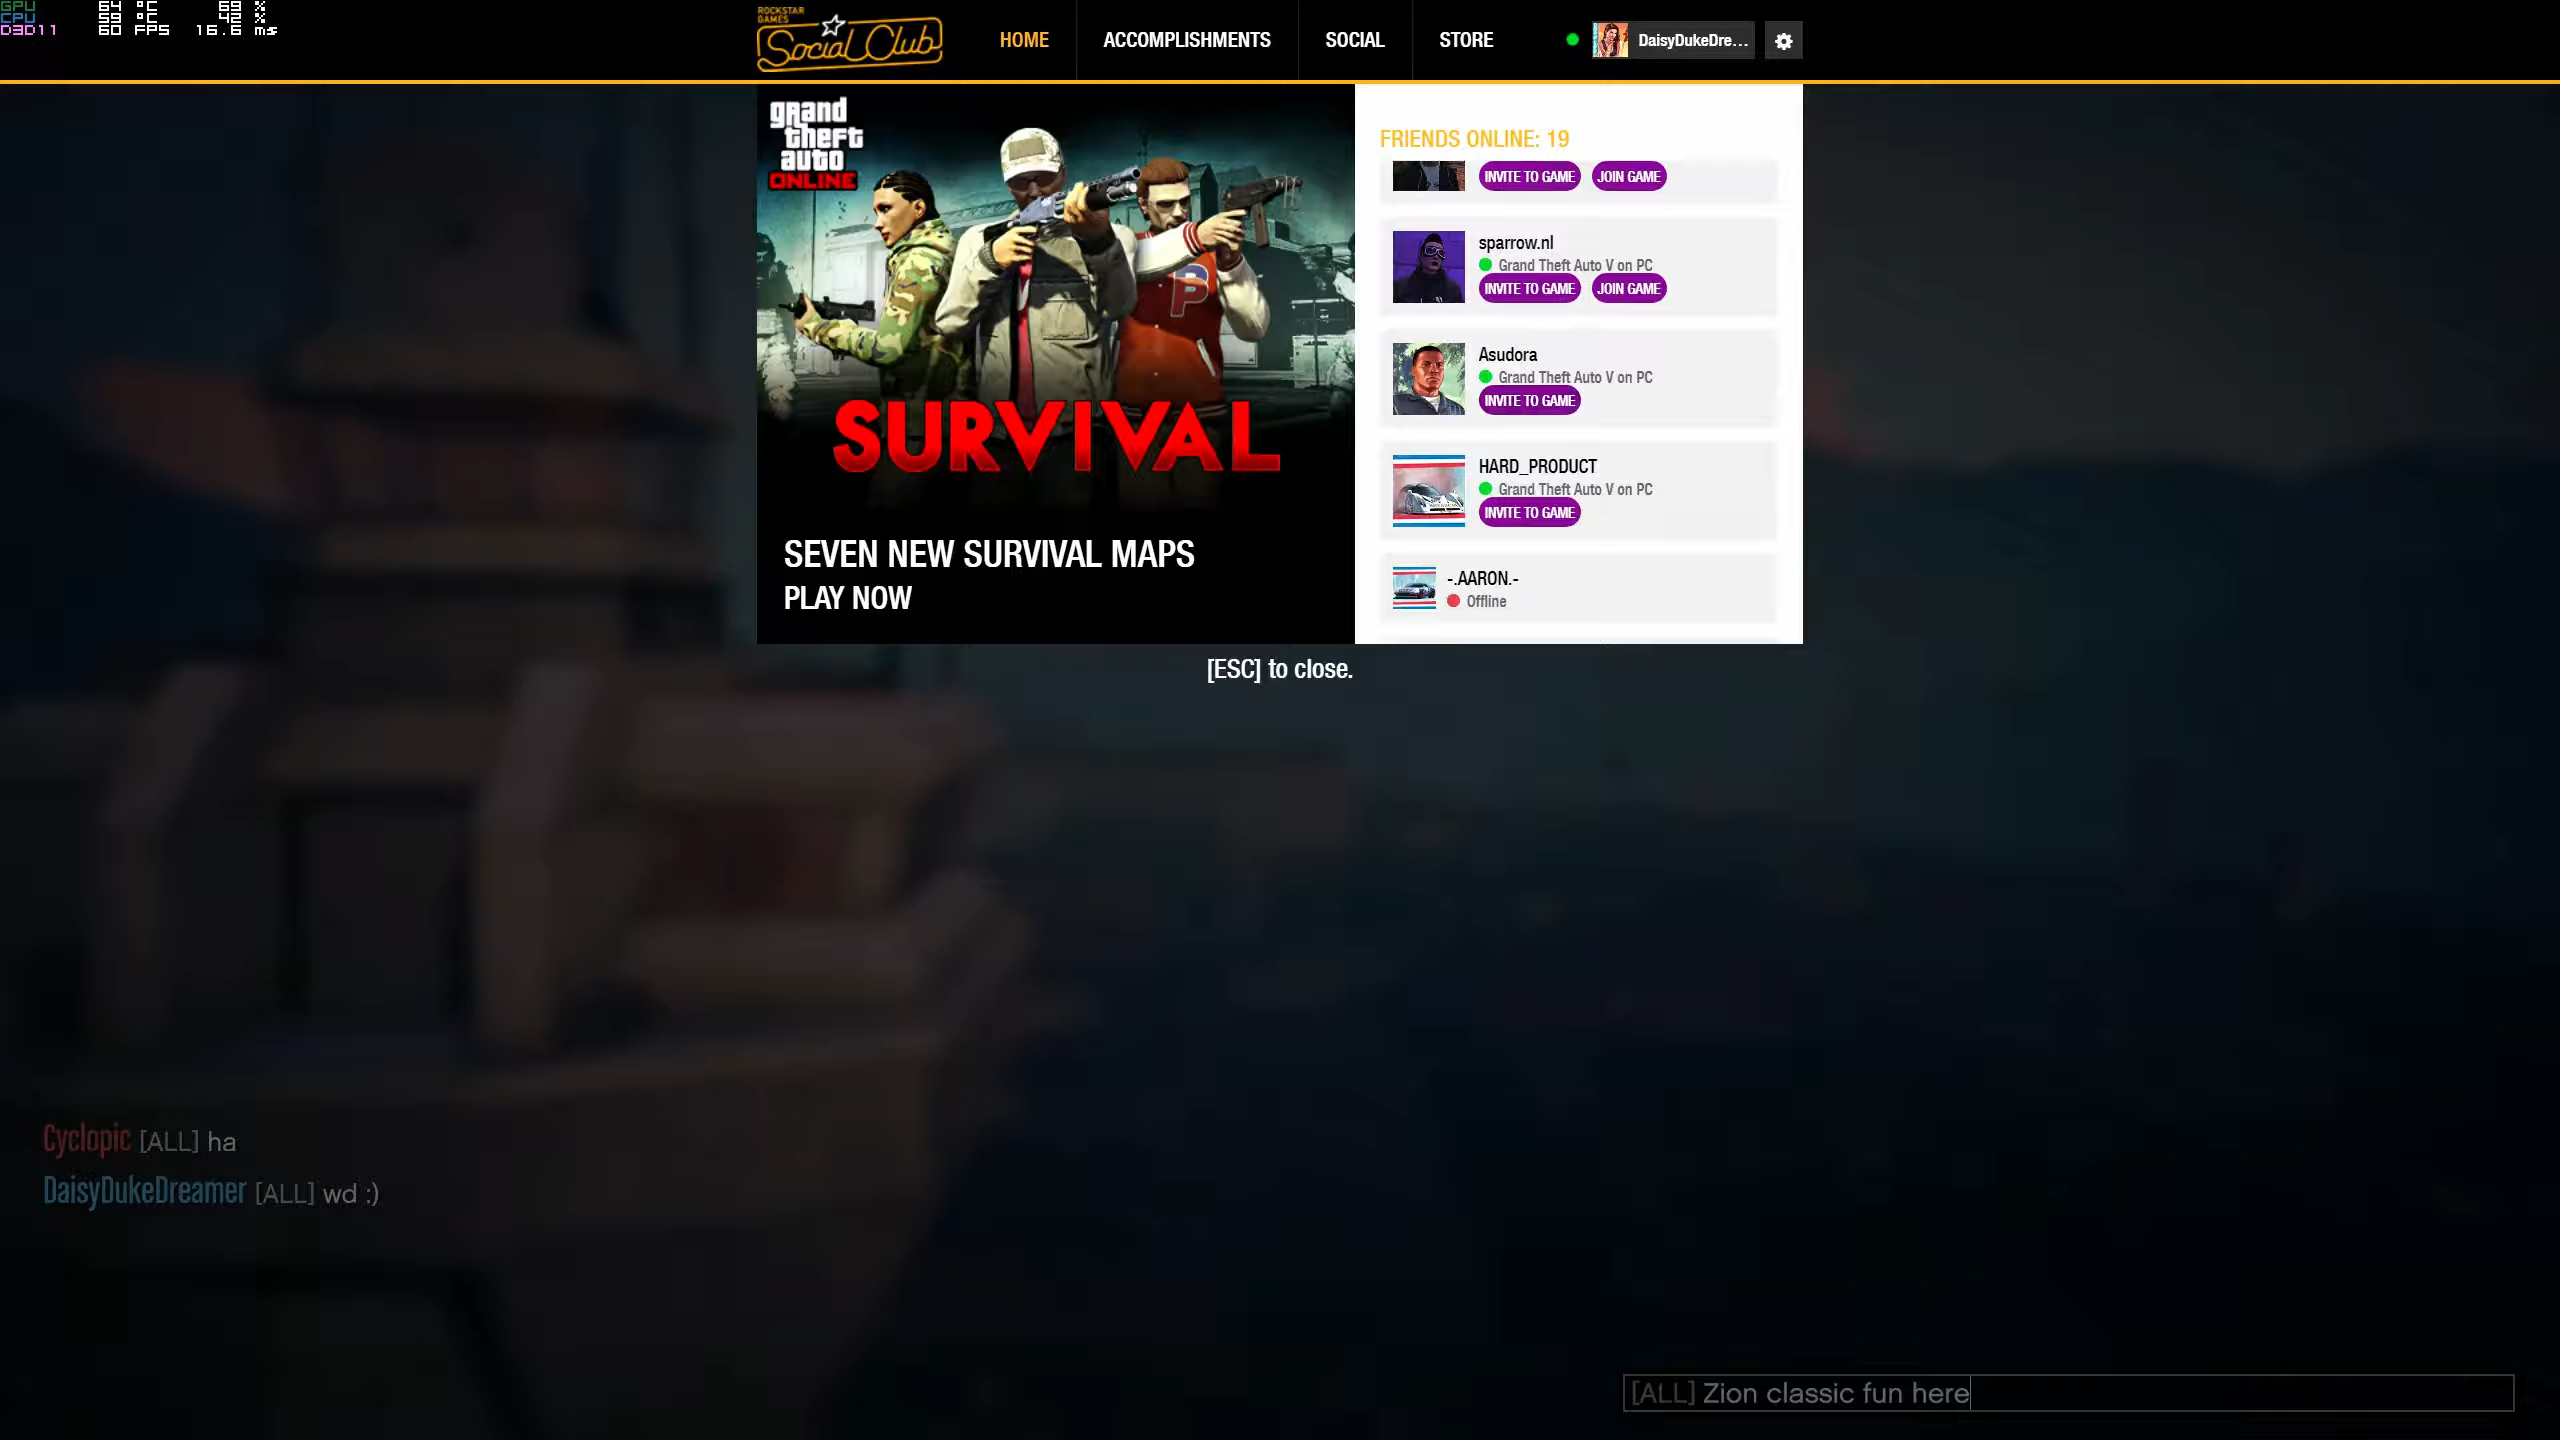 GPU 64 °C 69 %
CPU 59 °C 42 %
D3D11 60 FPS 16.6 ms
ROCKSTAR GAMES
Social Club
HOME
ACCOMPLISHMENTS
SOCIAL
STORE
DaisyDukeDre...
grand
theft
auto
ONLINE
SURVIVAL
SEVEN NEW SURVIVAL MAPS
PLAY NOW
FRIENDS ONLINE: 19
INVITE TO GAME JOIN GAME
sparrow.nl
Grand Theft Auto V on PC
INVITE TO GAME JOIN GAME
Asudora
Grand Theft Auto V on PC
INVITE TO GAME
HARD_PRODUCT
Grand Theft Auto V on PC
INVITE TO GAME
-.AARON.-
Offline
[ESC] to close.
Cyclopic [ALL] ha
DaisyDukeDreamer [ALL] wd :)
[ALL] Zion classic fun here